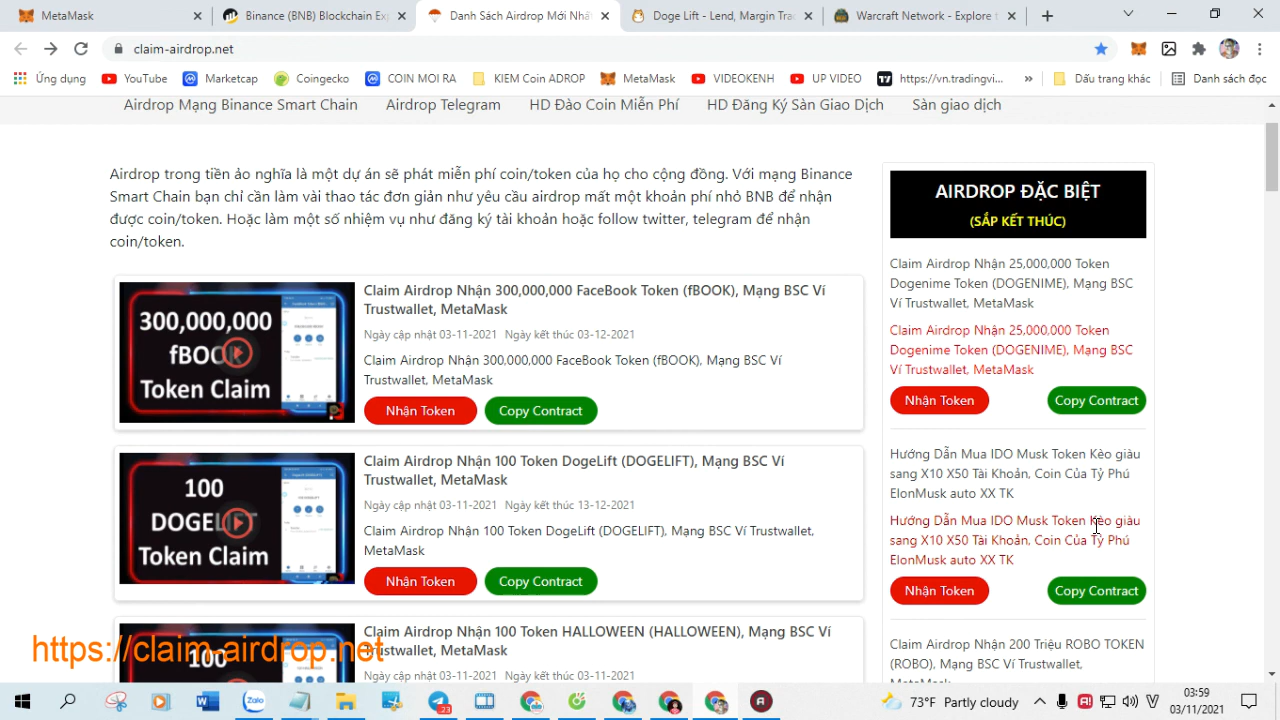 MetaMask
Binance (BNB) Blockchain Ex
Danh Sách Airdrop Mới Nhấ
Doge Lift - Lend, Margin Tra
Warcraft Network - Explore t
claim-airdrop.net
Ứng dụng
YouTube
Marketcap
Coingecko
COIN MOI RA
KIEM Coin ADROP
MetaMask
VIDEOKENH
UP VIDEO
https://vn.tradingvi...
Dấu trang khác
Danh sách đọc
Airdrop Mạng Binance Smart Chain
Airdrop Telegram
HD Đào Coin Miễn Phí
HD Đăng Ký Sàn Giao Dịch
Sàn giao dịch
Airdrop trong tiền ảo nghĩa là một dự án sẽ phát miễn phí coin/token của họ cho cộng đồng. Với mạng Binance
Smart Chain bạn chỉ cần làm vài thao tác đơn giản như yêu cầu airdrop mất một khoản phí nhỏ BNB để nhận
được coin/token. Hoặc làm một số nhiệm vụ như đăng ký tài khoản hoặc follow twitter, telegram để nhận
coin/token.
300,000,000
fBOOK
Token Claim
Claim Airdrop Nhận 300,000,000 FaceBook Token (fBOOK), Mạng BSC Ví
Trustwallet, MetaMask
Ngày cập nhật 03-11-2021 Ngày kết thúc 03-12-2021
Claim Airdrop Nhận 300,000,000 FaceBook Token (fBOOK), Mạng BSC Ví
Trustwallet, MetaMask
Nhận Token
Copy Contract
100
DOGELIFT
Token Claim
Claim Airdrop Nhận 100 Token DogeLift (DOGELIFT), Mạng BSC Ví
Trustwallet, MetaMask
Ngày cập nhật 03-11-2021 Ngày kết thúc 13-12-2021
Claim Airdrop Nhận 100 Token DogeLift (DOGELIFT), Mạng BSC Ví Trustwallet,
MetaMask
Nhận Token
Copy Contract
100
Claim Airdrop Nhận 100 Token HALLOWEEN (HALLOWEEN), Mạng BSC Ví
Trustwallet, MetaMask
Ngày cập nhật 03-11-2021 Ngày kết thúc
AIRDROP ĐẶC BIỆT
(SẮP KẾT THÚC)
Claim Airdrop Nhận 25,000,000 Token
Dogenime Token (DOGENIME), Mạng BSC
Ví Trustwallet, MetaMask
Claim Airdrop Nhận 25,000,000 Token
Dogenime Token (DOGENIME), Mạng BSC
Ví Trustwallet, MetaMask
Nhận Token
Copy Contract
Hướng Dẫn Mua IDO Musk Token Kèo giàu
sang X10 X50 Tài Khoản, Coin Của Tỷ Phú
ElonMusk auto XX TK
Hướng Dẫn Mua IDO Musk Token Kèo giàu
sang X10 X50 Tài Khoản, Coin Của Tỷ Phú
ElonMusk auto XX TK
Nhận Token
Copy Contract
Claim Airdrop Nhận 200 Triệu ROBO TOKEN
(ROBO), Mạng BSC Ví Trustwallet,
https://claim-airdrop.net
Zalo
23
73°F Partly cloudy
03:59
03/11/2021